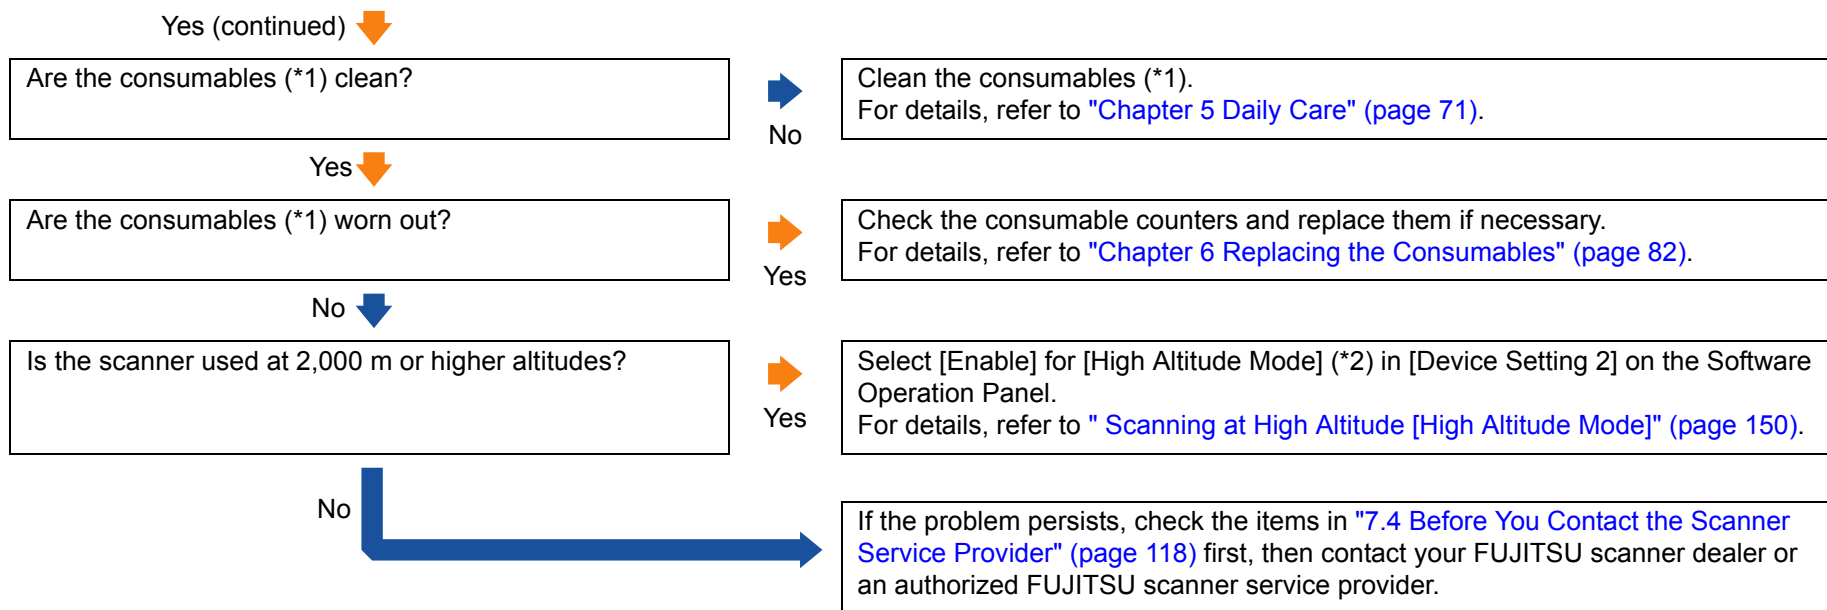 Yes (continued)
Are the consumables (*1) clean?
No
Clean the consumables (*1).
For details, refer to "Chapter 5 Daily Care" (page 71).
Yes
Are the consumables (*1) worn out?
Yes
Check the consumable counters and replace them if necessary.
For details, refer to "Chapter 6 Replacing the Consumables" (page 82).
No
Is the scanner used at 2,000 m or higher altitudes?
Yes
Select [Enable] for [High Altitude Mode] (*2) in [Device Setting 2] on the Software
Operation Panel.
For details, refer to " Scanning at High Altitude [High Altitude Mode]" (page 150).
No
If the problem persists, check the items in "7.4 Before You Contact the Scanner
Service Provider" (page 118) first, then contact your FUJITSU scanner dealer or
an authorized FUJITSU scanner service provider.